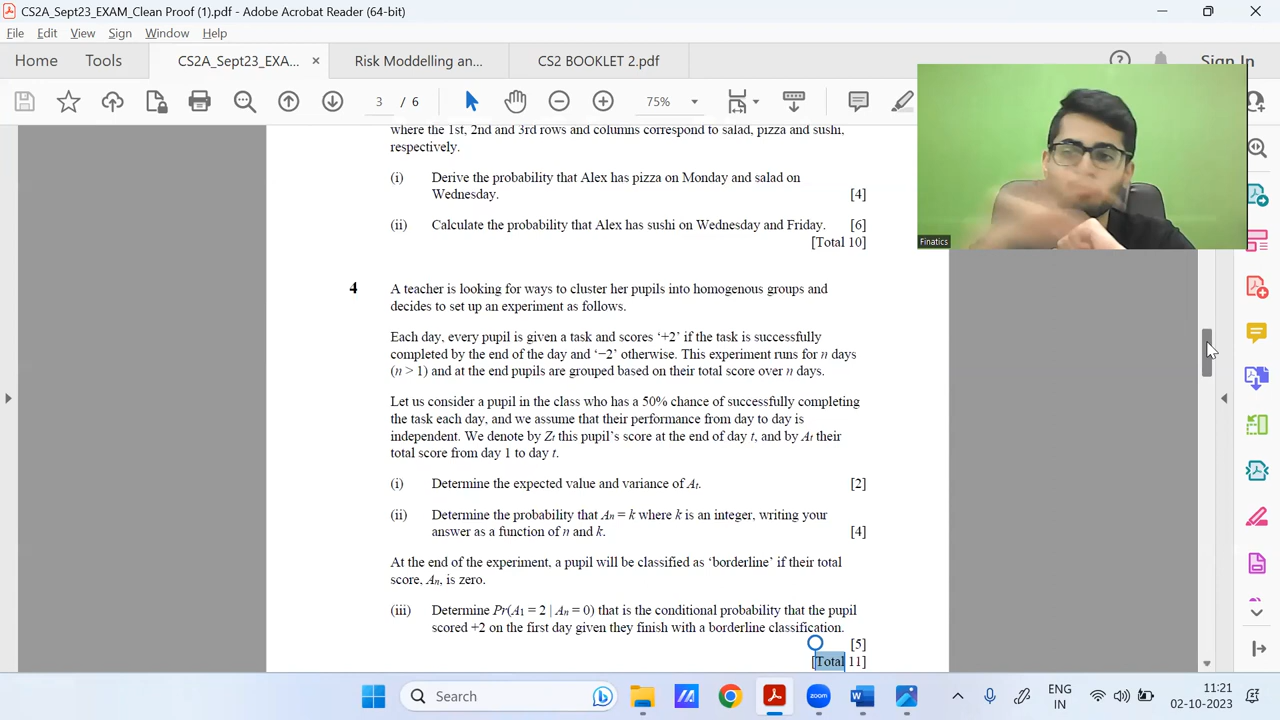 CS2A_Sept23_EXAM_Clean Proof (1).pdf - Adobe Acrobat Reader (64-bit)
File Edit View Sign Window Help
Home Tools CS2A_Sept23_EXA... × Risk Moddelling an... CS2 BOOKLET 2.pdf Sign In
3 / 6 75%
where the 1st, 2nd and 3rd rows and columns correspond to salad, pizza and sushi,
respectively.
(i) Derive the probability that Alex has pizza on Monday and salad on
Wednesday. [4]
(ii) Calculate the probability that Alex has sushi on Wednesday and Friday. [6]
[Total 10]
Finatics
4 A teacher is looking for ways to cluster her pupils into homogenous groups and
decides to set up an experiment as follows.
Each day, every pupil is given a task and scores ‘+2’ if the task is successfully
completed by the end of the day and ‘−2’ otherwise. This experiment runs for n days
(n > 1) and at the end pupils are grouped based on their total score over n days.
Let us consider a pupil in the class who has a 50% chance of successfully completing
the task each day, and we assume that their performance from day to day is
independent. We denote by Zt this pupil’s score at the end of day t, and by At their
total score from day 1 to day t.
(i) Determine the expected value and variance of At. [2]
(ii) Determine the probability that An = k where k is an integer, writing your
answer as a function of n and k. [4]
At the end of the experiment, a pupil will be classified as ‘borderline’ if their total
score, An, is zero.
(iii) Determine Pr(A1 = 2 | An = 0) that is the conditional probability that the pupil
scored +2 on the first day given they finish with a borderline classification.
[5]
[Total 11]
Search
zoom
ENG
IN
11:21
02-10-2023